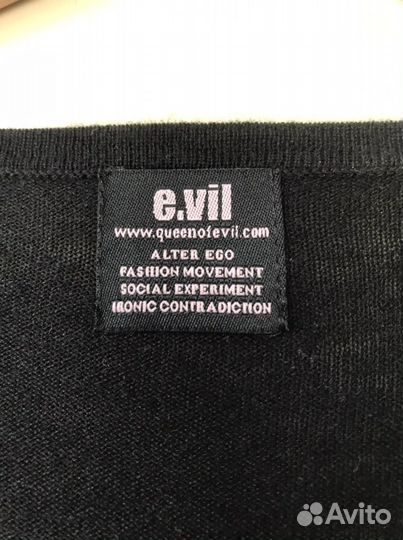 e.vil
www.queenofevil.com
ALTER EGO
FASHION MOVEMENT
SOCIAL EXPERIMENT
IRONIC CONTRADICTION
Avito